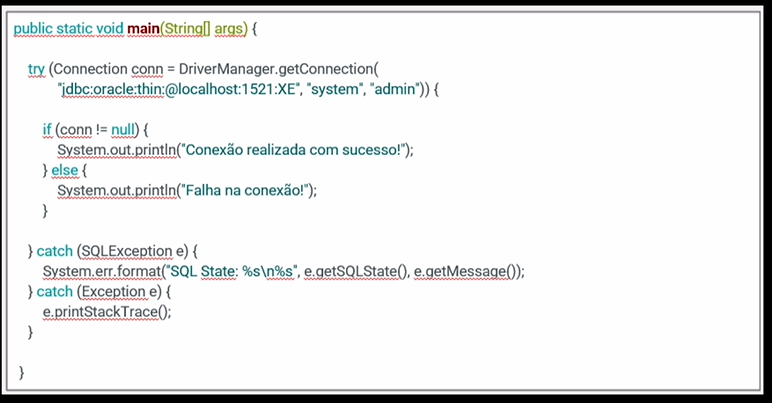 public static void main(String[] args) {
try (Connection conn = DriverManager.getConnection(
"jdbc:oracle:thin:@localhost:1521:XE", "system", "admin")) {
if (conn != null) {
System.out.println("Conexão realizada com sucesso!");
} else {
System.out.println("Falha na conexão!");
}
} catch (SQLException e) {
System.err.format("SQL State: %s\n%s", e.getSQLState(), e.getMessage());
} catch (Exception e) {
e.printStackTrace();
}
}